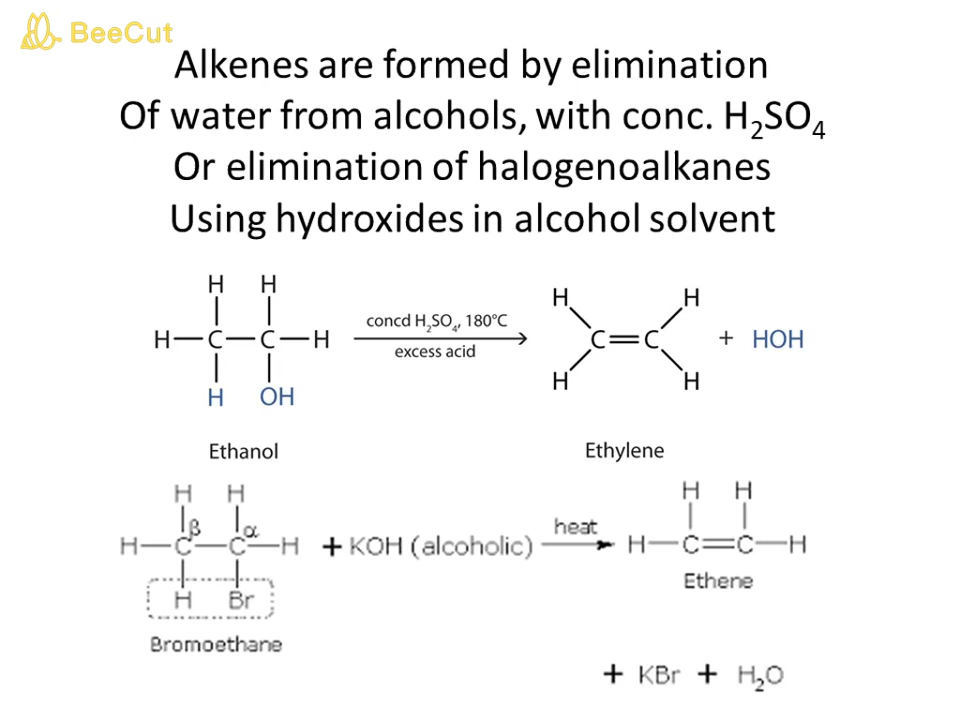 BeeCut
Alkenes are formed by elimination
Of water from alcohols, with conc. H₂SO₄
Or elimination of halogenoalkanes
Using hydroxides in alcohol solvent
H H
H—C—C—H
H OH
concd H₂SO₄, 180°C
excess acid
H H
C=C
H H
+ HOH
Ethanol
Ethylene
H H
β α
H—C—C—H + KOH (alcoholic)
H Br
Bromoethane
heat
H H
H—C=C—H
Ethene
+ KBr + H₂O